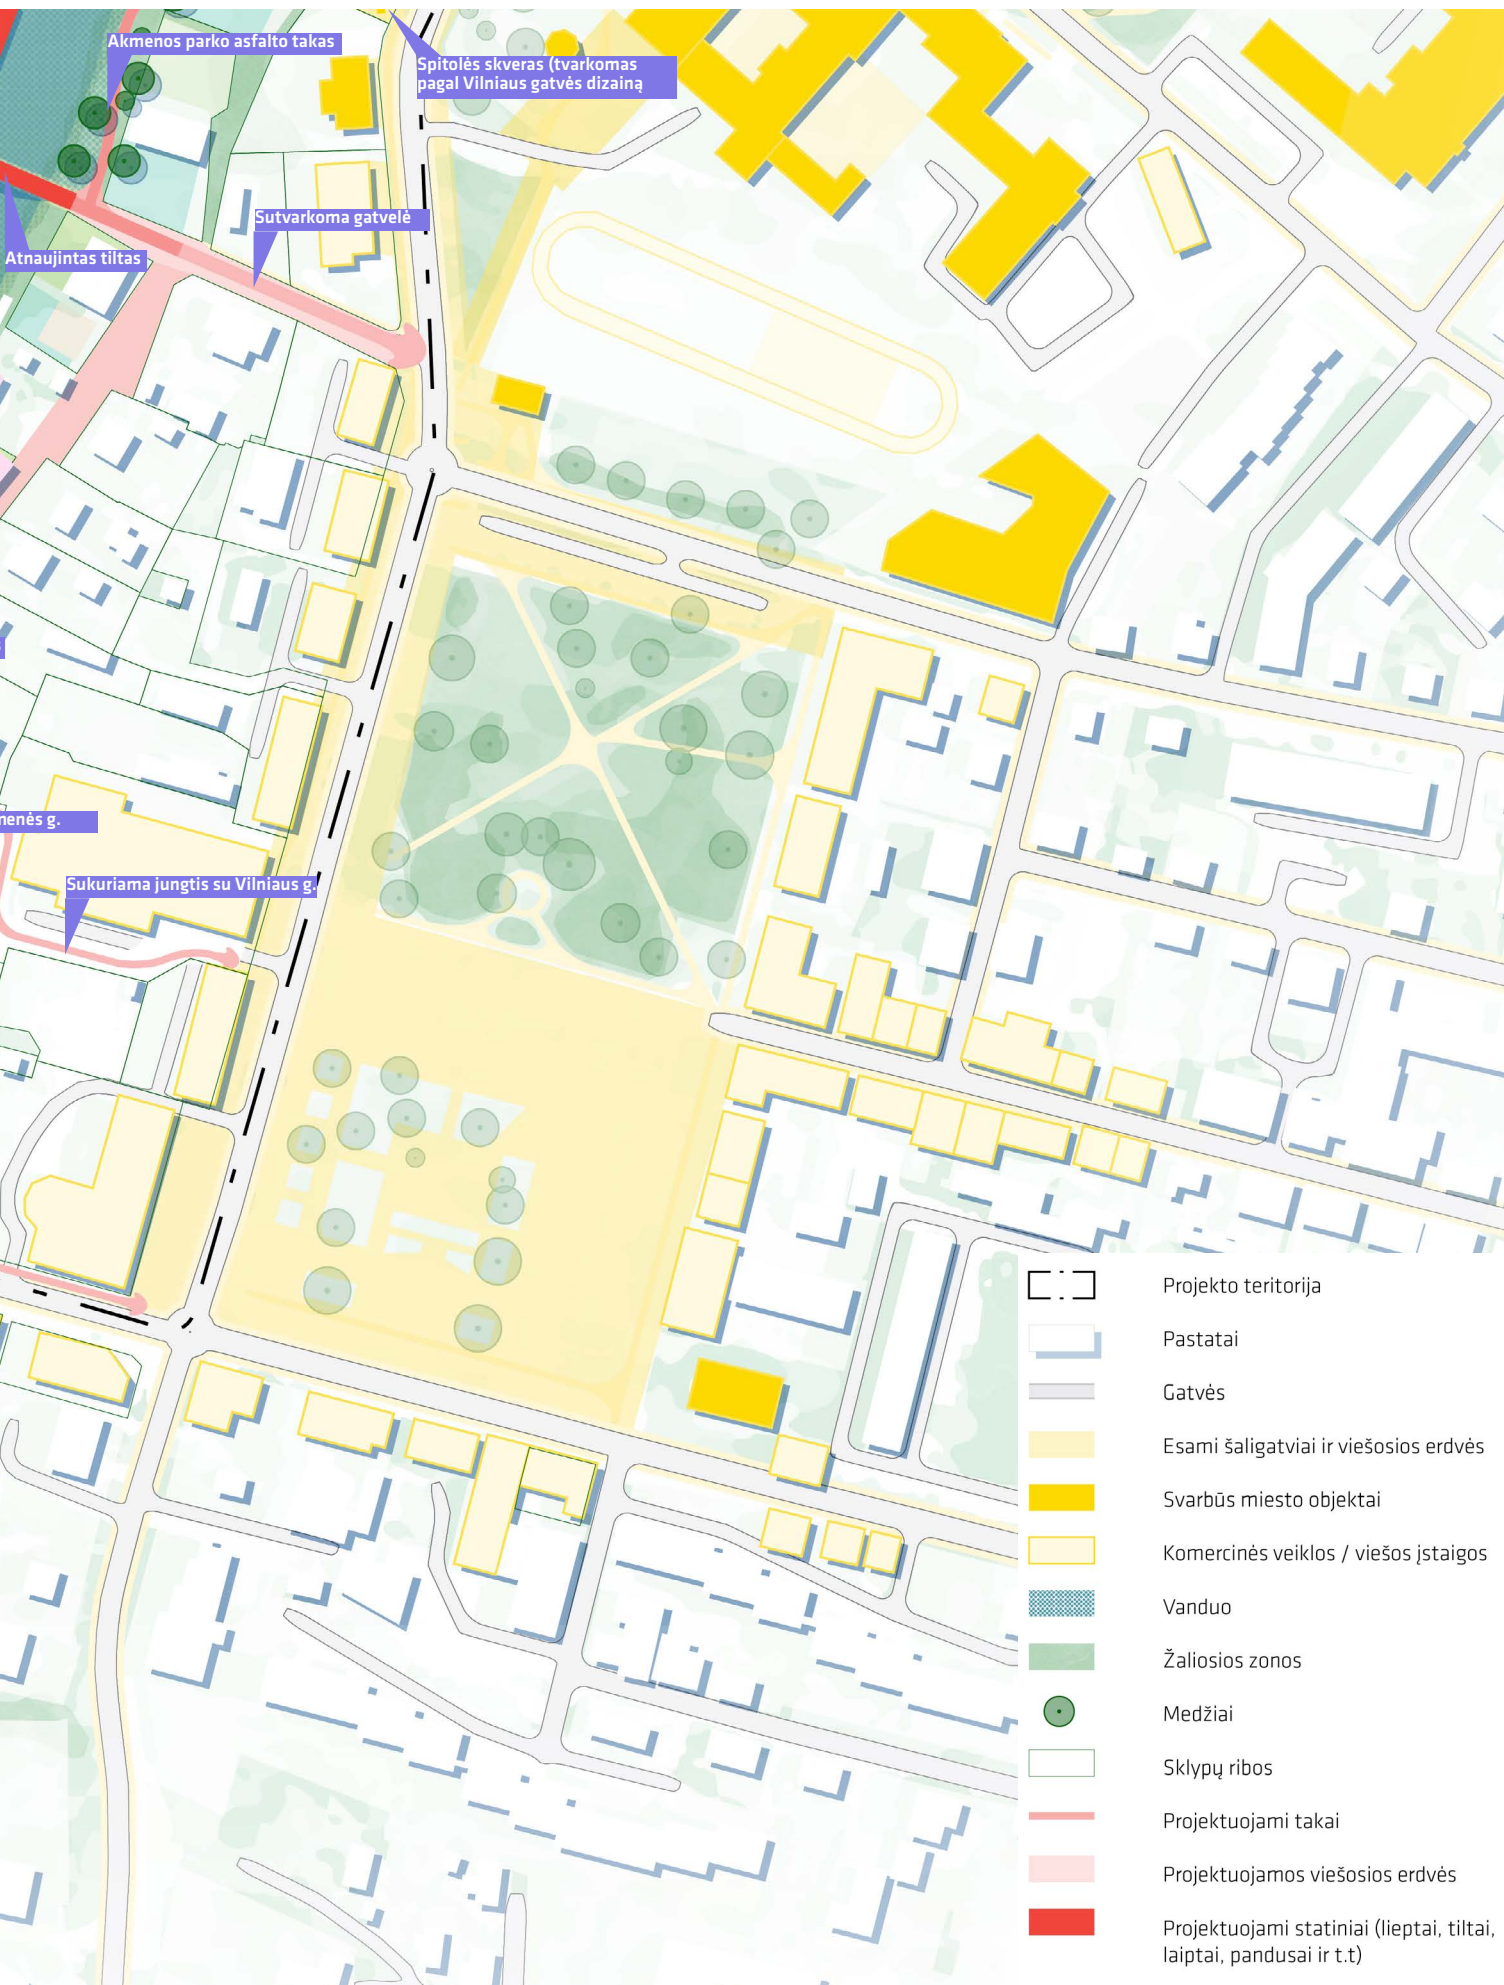 Akmenos parko asfalto takas
Spitolės skveras (tvarkomas
pagal Vilniaus gatvės dizainą
Sutvarkoma gatvelė
Atnaujintas tiltas
g.
Sukuriama jungtis su Vilniaus g.
Projekto teritorija
Pastatai
Gatvės
Esami šaligatviai ir viešosios erdvės
Svarbūs miesto objektai
Komercinės veiklos / viešos įstaigos
Vanduo
Žaliosios zonos
Medžiai
Sklypų ribos
Projektuojami takai
Projektuojamos viešosios erdvės
Projektuojami statiniai (lieptai, tiltai,
laiptai, pandusai ir t.t)